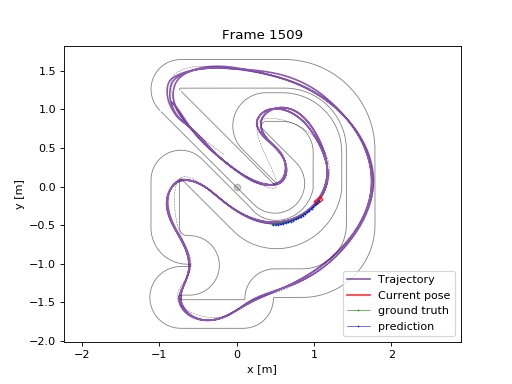 Frame 1509
y [m]
1.5
1.0
0.5
0.0
−0.5
−1.0
−1.5
−2.0
−2
−1
0
1
2
x [m]
Trajectory
Current pose
ground truth
prediction